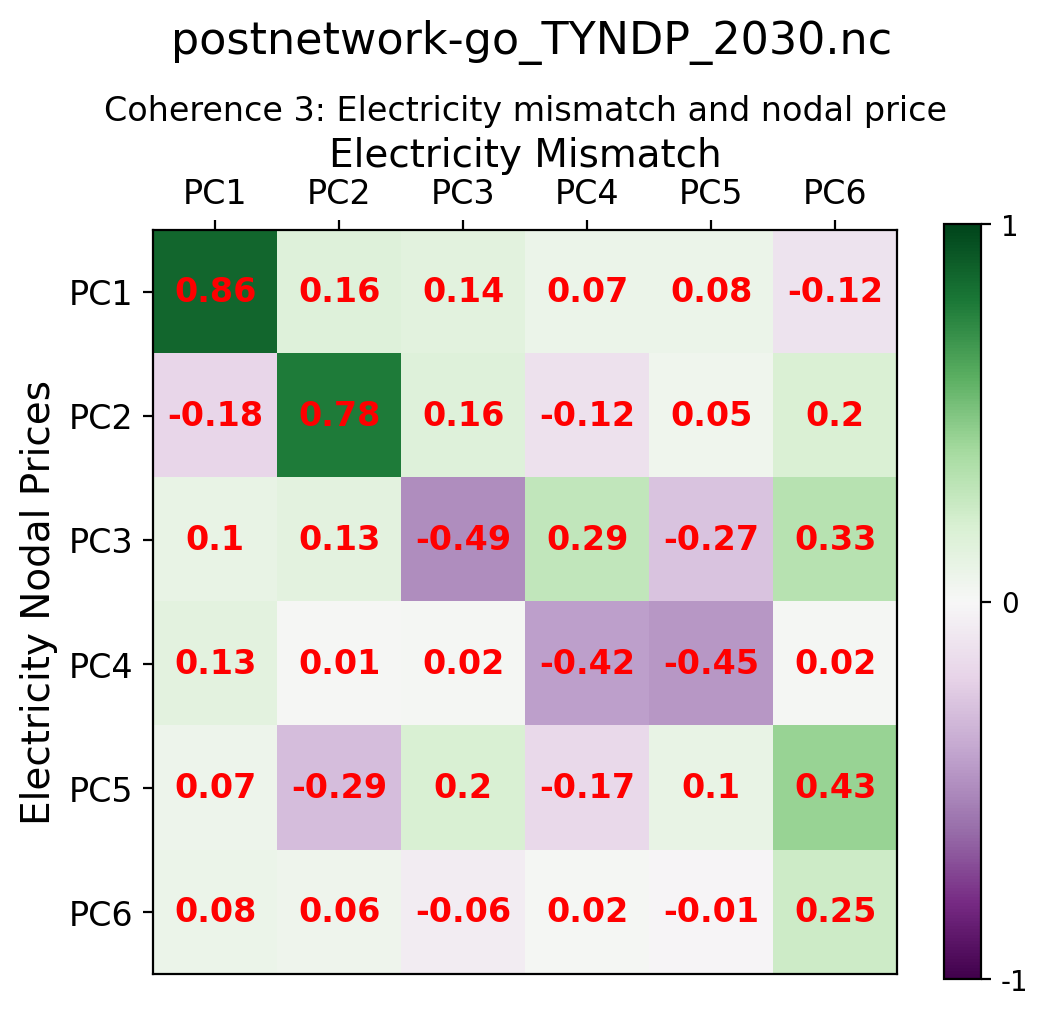 postnetwork-go_TYNDP_2030.nc
Coherence 3: Electricity mismatch and nodal price
Electricity Mismatch
PC1 PC2 PC3 PC4 PC5 PC6
Electricity Nodal Prices
PC1 0.86 0.16 0.14 0.07 0.08 -0.12
PC2 -0.18 0.78 0.16 -0.12 0.05 0.2
PC3 0.1 0.13 -0.49 0.29 -0.27 0.33
PC4 0.13 0.01 0.02 -0.42 -0.45 0.02
PC5 0.07 -0.29 0.2 -0.17 0.1 0.43
PC6 0.08 0.06 -0.06 0.02 -0.01 0.25
1
0
-1